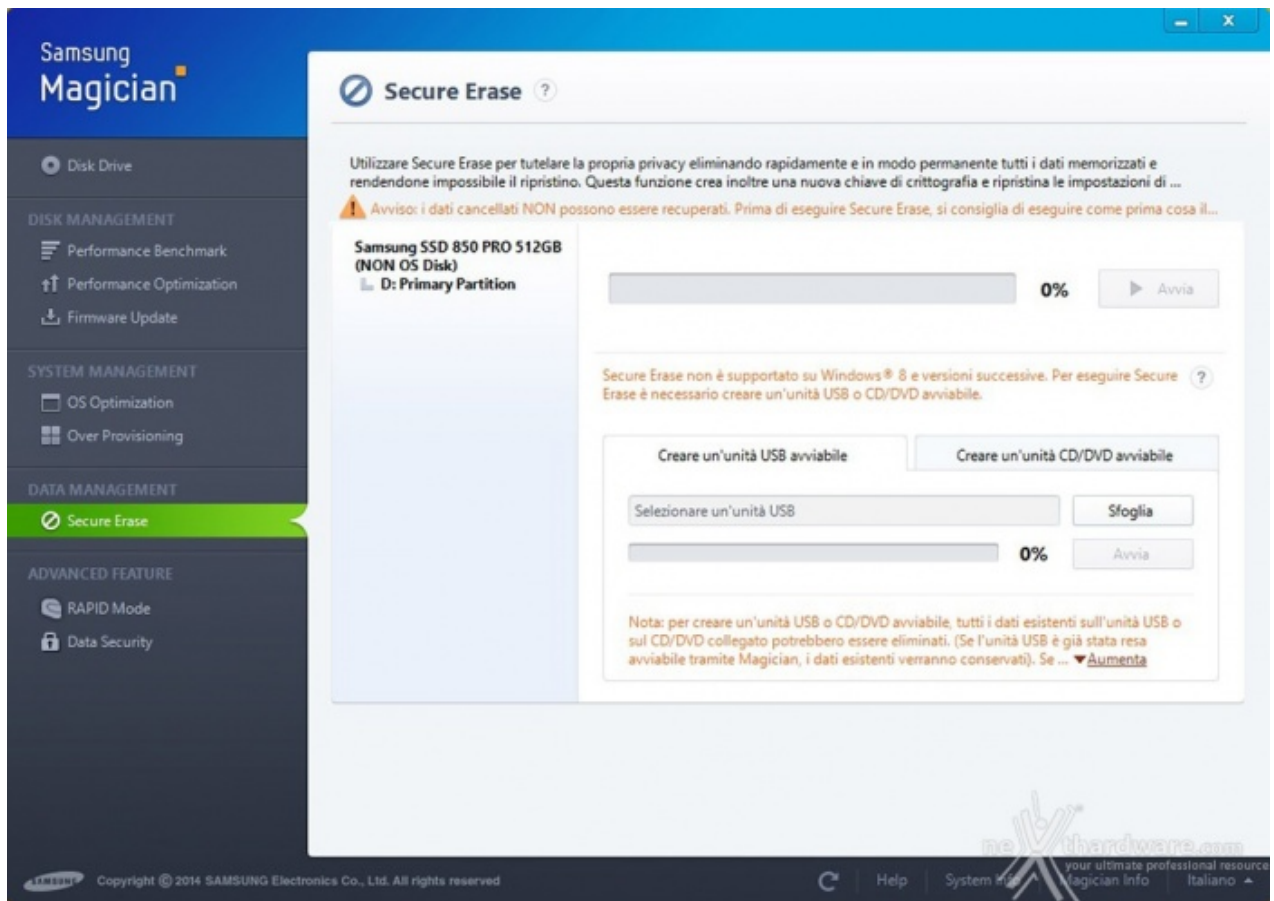 Samsung
Magician
Secure Erase ?
Disk Drive
DISK MANAGEMENT
Performance Benchmark
Performance Optimization
Firmware Update
SYSTEM MANAGEMENT
OS Optimization
Over Provisioning
DATA MANAGEMENT
Secure Erase
ADVANCED FEATURE
RAPID Mode
Data Security
Utilizzare Secure Erase per tutelare la propria privacy eliminando rapidamente e in modo permanente tutti i dati memorizzati e
rendendone impossibile il ripristino. Questa funzione crea inoltre una nuova chiave di crittografia e ripristina le impostazioni di ...
Avviso: i dati cancellati NON possono essere recuperati. Prima di eseguire Secure Erase, si consiglia di eseguire come prima cosa il...
Samsung SSD 850 PRO 512GB
(NON OS Disk)
D: Primary Partition
0% Avvia
Secure Erase non è supportato su Windows® 8 e versioni successive. Per eseguire Secure ?
Erase è necessario creare un'unità USB o CD/DVD avviabile.
Creare un'unità USB avviabile Creare un'unità CD/DVD avviabile
Selezionare un'unità USB Sfoglia
0% Avvia
Nota: per creare un'unità USB o CD/DVD avviabile, tutti i dati esistenti sull'unità USB o
sul CD/DVD collegato potrebbero essere eliminati. (Se l'unità USB è già stata resa
avviabile tramite Magician, i dati esistenti verranno conservati). Se ... ▼Aumenta
nexthardware.com
your ultimate professional resource
SAMSUNG Copyright © 2014 SAMSUNG Electronics Co., Ltd. All rights reserved Help System Info Magician Info Italiano